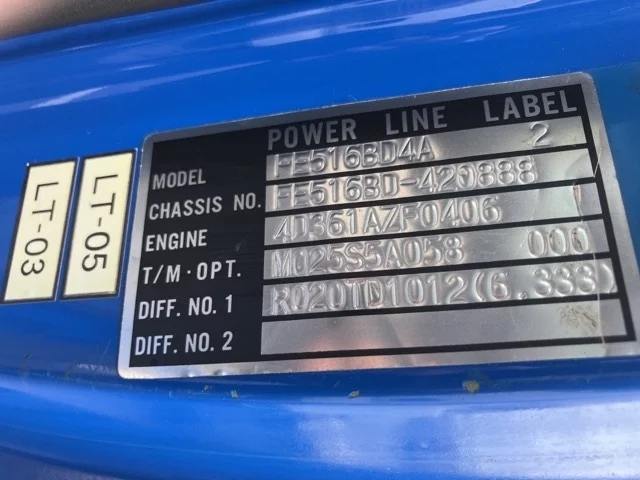 POWER LINE LABEL
MODEL FE516BD4A 2
CHASSIS NO. FE516BD-420888
ENGINE 4D361AZF0406
T/M·OPT. M025S5A058 000
DIFF. NO. 1 R020TD1012(6.333)
DIFF. NO. 2
LT-05
LT-03